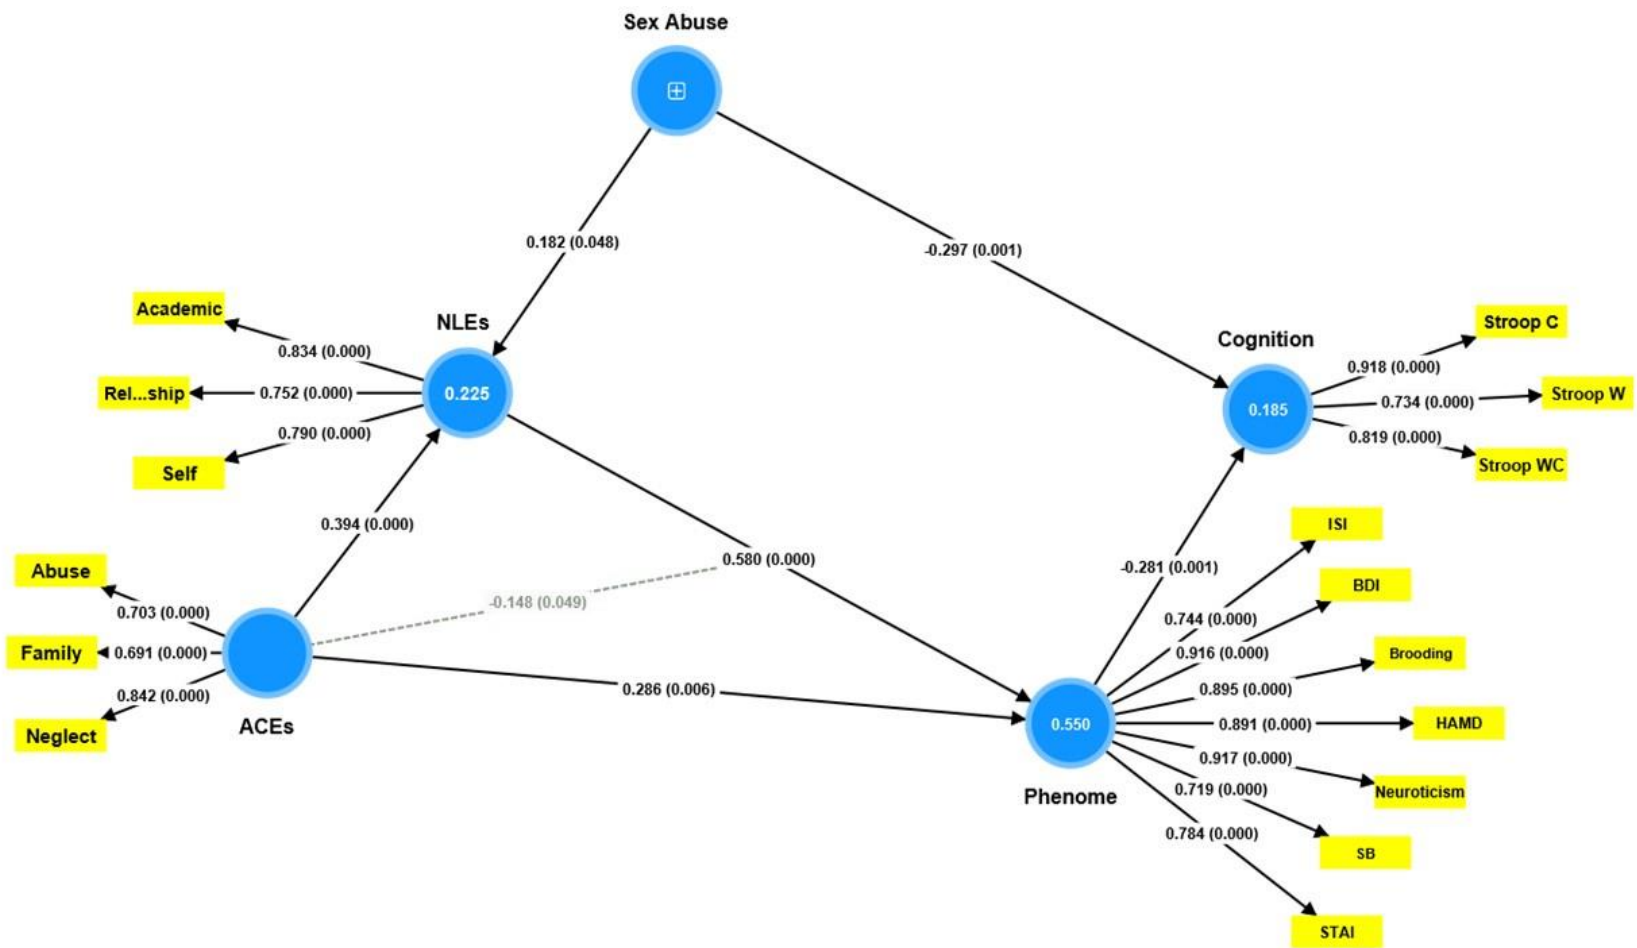 Sex Abuse
0.182 (0.048)
-0.297 (0.001)
Academic
Rel...ship
Self
0.834 (0.000)
0.752 (0.000)
0.790 (0.000)
NLEs
0.225
Cognition
0.185
0.918 (0.000)
0.734 (0.000)
0.819 (0.000)
Stroop C
Stroop W
Stroop WC
0.394 (0.000)
0.580 (0.000)
-0.148 (0.049)
-0.281 (0.001)
Abuse
Family
Neglect
0.703 (0.000)
0.691 (0.000)
0.842 (0.000)
ACEs
0.286 (0.006)
0.550
Phenome
0.744 (0.000)
0.916 (0.000)
0.895 (0.000)
0.891 (0.000)
0.917 (0.000)
0.719 (0.000)
0.784 (0.000)
ISI
BDI
Brooding
HAMD
Neuroticism
SB
STAI